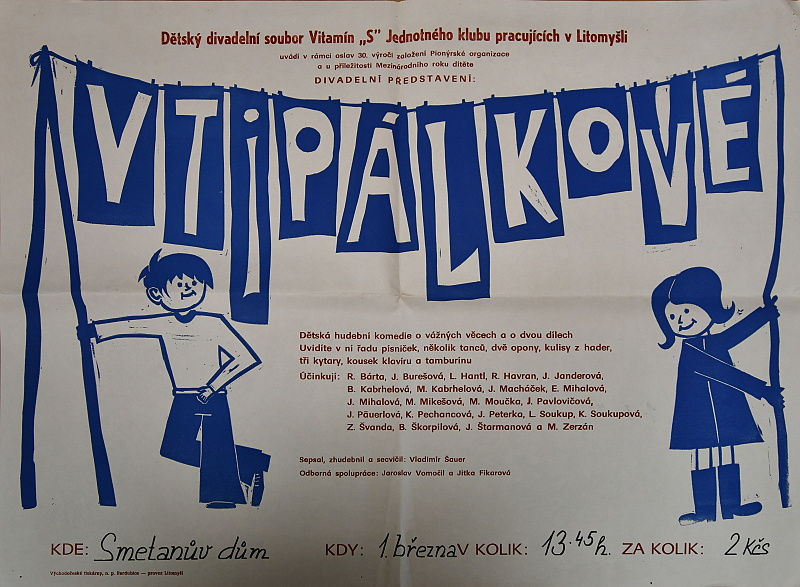 Dětský divadelní soubor Vitamín „S" Jednotného klubu pracujících v Litomyšli
uvádí v rámci oslav 30. výročí založení Pionýrské organizace
a u příležitosti Mezinárodního roku dítěte
DIVADELNÍ PŘEDSTAVENÍ:
VTIPÁLKOVÉ
Dětská hudební komedie o vážných věcech a o dvou dílech
Uvidíte v ní řadu písniček, několik tanců, dvě opony, kulisy z hader,
tři kytary, kousek klavíru a tamburínu
Účinkují: R. Bárta, J. Burešová, L. Hantl, R. Havran, J. Janderová,
B. Kabrhelová, M. Kabrhelová, J. Macháček, E. Mihalová,
J. Mihalová, M. Mikešová, M. Moučka, J. Pavlovičová,
J. Päuerlová, K. Pechancová, J. Peterka, L. Soukup, K. Soukupová,
Z. Švanda, B. Škorpilová, J. Štarmanová a M. Zerzán
Sepsal, zhudebnil a secvičil: Vladimír Šauer
Odborná spolupráce: Jaroslav Vomočil a Jitka Fikarová
KDE: Smetanův dům KDY: 1. března V KOLIK: 13.45 h. ZA KOLIK: 2 Kčs
Východočeské tiskárny, n. p. Pardubice — provoz Litomyšl